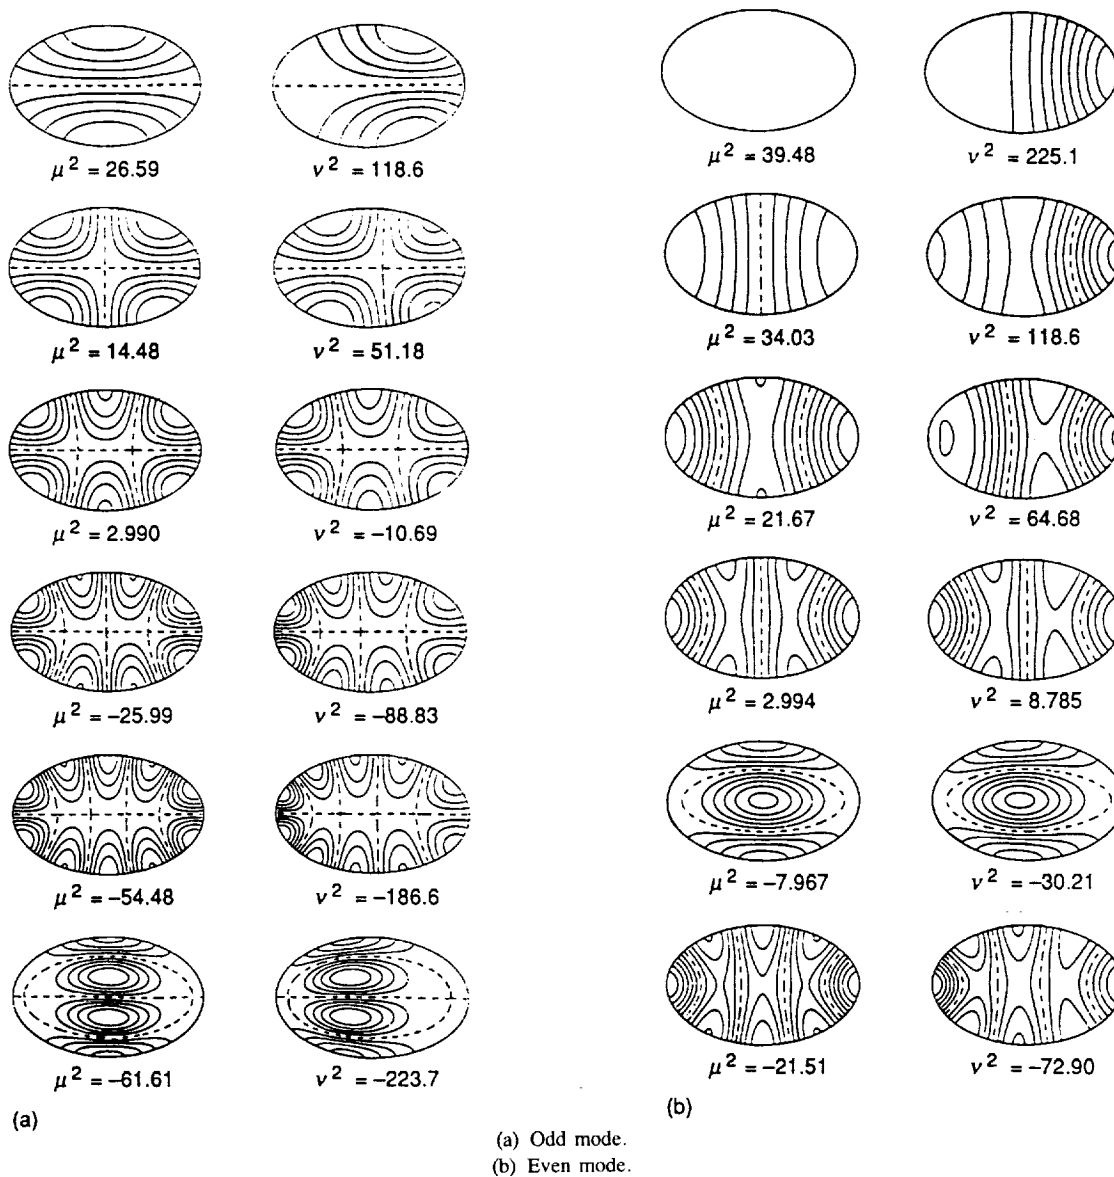 μ² = 26.59
ν² = 118.6
μ² = 14.48
ν² = 51.18
μ² = 2.990
ν² = –10.69
μ² = –25.99
ν² = –88.83
μ² = –54.48
ν² = –186.6
μ² = –61.61
ν² = –223.7
(a)
μ² = 39.48
ν² = 225.1
μ² = 34.03
ν² = 118.6
μ² = 21.67
ν² = 64.68
μ² = 2.994
ν² = 8.785
μ² = –7.967
ν² = –30.21
μ² = –21.51
ν² = –72.90
(b)
(a) Odd mode.
(b) Even mode.